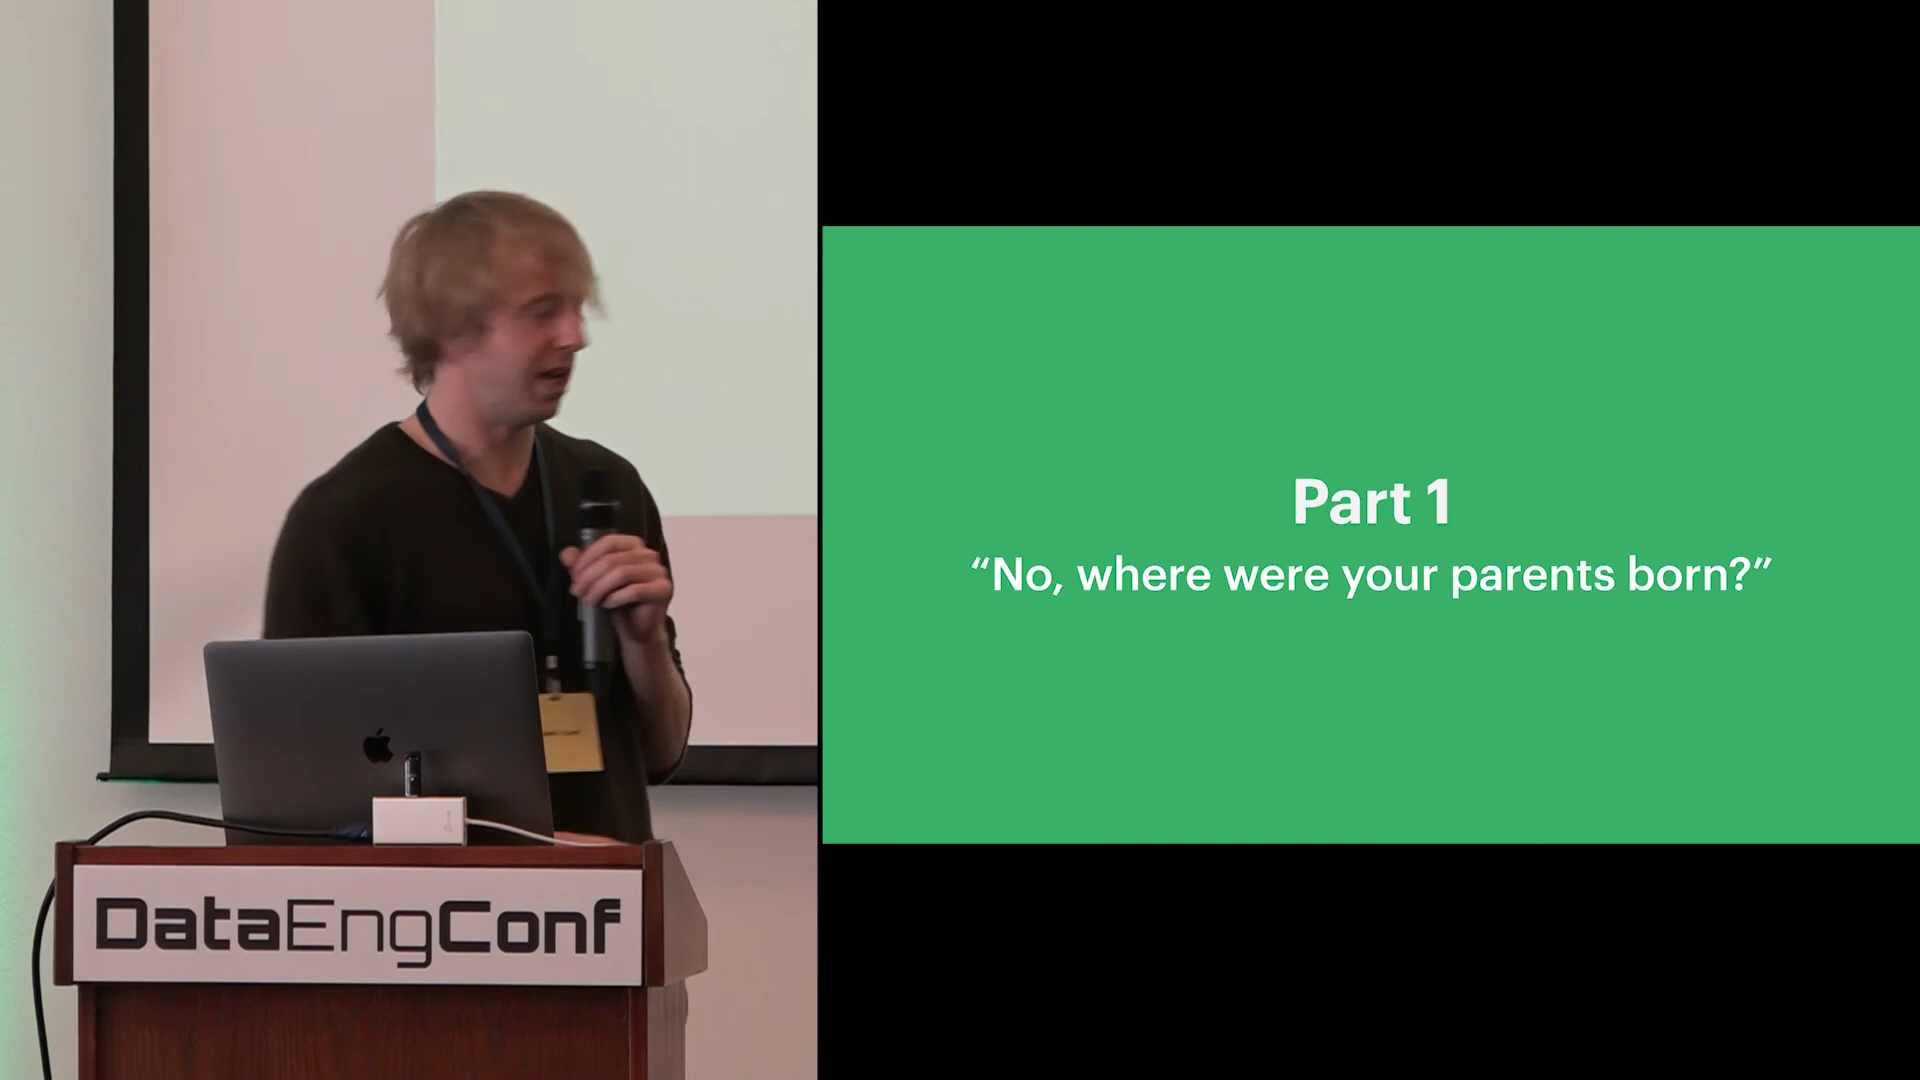 DataEngConf
Part 1
“No, where were your parents born?”